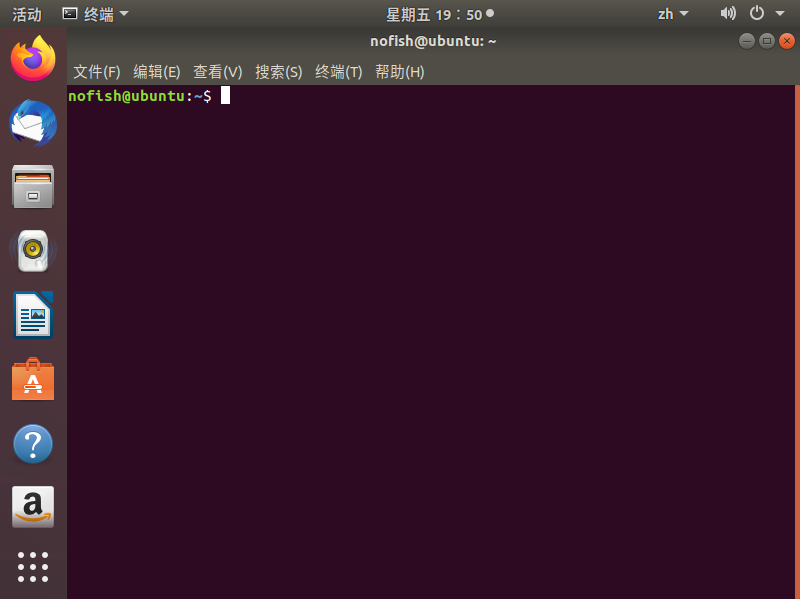 活动 终端 星期五 19：50 zh
nofish@ubuntu: ~
文件(F) 编辑(E) 查看(V) 搜索(S) 终端(T) 帮助(H)
nofish@ubuntu:~$